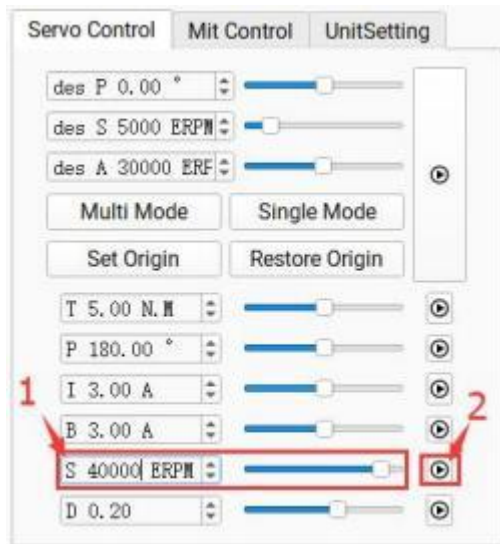 Servo Control Mit Control UnitSetting
des P 0.00 °
des S 5000 ERPM
des A 30000 ERF
Multi Mode Single Mode
Set Origin Restore Origin
T 5.00 N.M
P 180.00 °
1 I 3.00 A 2
B 3.00 A
S 40000 ERPM
D 0.20